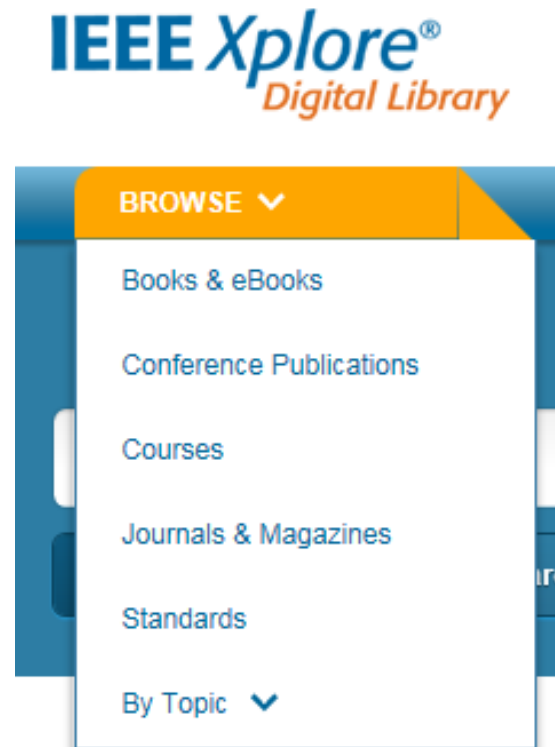 IEEE Xplore®
Digital Library
BROWSE
Books & eBooks
Conference Publications
Courses
Journals & Magazines
Standards
By Topic